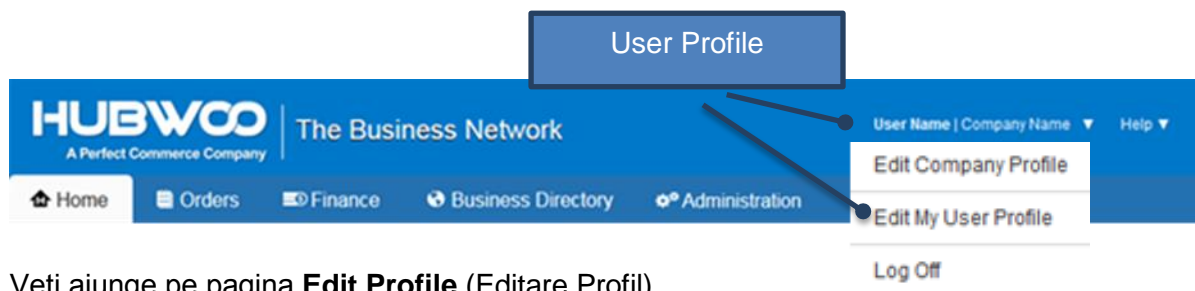 User Profile
HUBWOO
A Perfect Commerce Company
The Business Network
User Name | Company Name ▼ Help ▼
Edit Company Profile
Home Orders Finance Business Directory Administration
Edit My User Profile
Log Off
Veti ajunge pe pagina Edit Profile (Editare Profil)